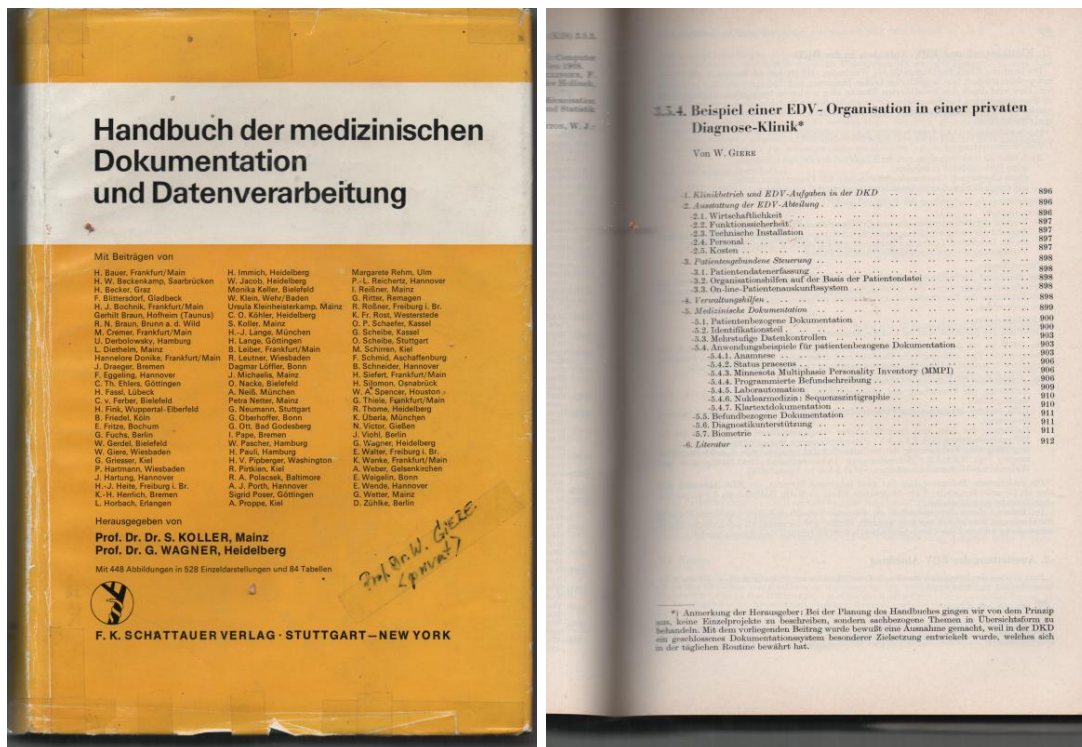 Handbuch der medizinischen
Dokumentation
und Datenverarbeitung
Mit Beiträgen von
H. Bauer, Frankfurt/Main
H. W. Beckenkamp, Saarbrücken
H. Becker, Graz
F. Blittersdorf, Gladbeck
H. J. Bochnik, Frankfurt/Main
Gerhilt Braun, Hofheim (Taunus)
R. N. Braun, Brunn a. d. Wild
M. Cremer, Frankfurt/Main
U. Derbolowsky, Hamburg
L. Diethelm, Mainz
Hannelore Donike, Frankfurt/Main
J. Draeger, Bremen
F. Eggeling, Hannover
C. Th. Ehlers, Göttingen
H. Fassl, Lübeck
C. v. Ferber, Bielefeld
H. Fink, Wuppertal-Elberfeld
B. Friedel, Köln
E. Fritze, Bochum
G. Fuchs, Berlin
W. Gerdel, Bielefeld
W. Giere, Wiesbaden
G. Griesser, Kiel
P. Hartmann, Wiesbaden
J. Hartung, Hannover
H.-J. Heite, Freiburg i. Br.
K.-H. Herrlich, Bremen
L. Horbach, Erlangen
H. Immich, Heidelberg
W. Jacob, Heidelberg
Monika Keller, Bielefeld
W. Klein, Wehr/Baden
Ursula Kleinheisterkamp, Mainz
C. O. Köhler, Heidelberg
S. Koller, Mainz
H.-J. Lange, München
H. Lange, Göttingen
B. Leiber, Frankfurt/Main
R. Leutner, Wiesbaden
Dagmar Löffler, Bonn
J. Michaelis, Mainz
O. Nacke, Bielefeld
A. Neiß, München
Petra Netter, Mainz
G. Neumann, Stuttgart
G. Oberhoffer, Bonn
G. Ott, Bad Godesberg
I. Pape, Bremen
W. Pascher, Hamburg
H. Pauli, Hamburg
H. V. Pipberger, Washington
R. Pirtkien, Kiel
R. A. Polacsek, Baltimore
A. J. Porth, Hannover
Sigrid Poser, Göttingen
A. Proppe, Kiel
Margarete Rehm, Ulm
P.-L. Reichertz, Hannover
I. Reißner, Mainz
G. Ritter, Remagen
R. Roßner, Freiburg i. Br.
K. Fr. Rost, Westerstede
O. P. Schaefer, Kassel
O. Scheibe, Kassel
O. Scheibe, Stuttgart
M. Schirren, Kiel
F. Schmid, Aschaffenburg
B. Schneider, Hannover
H. Siefert, Frankfurt/Main
H. Silomon, Osnabrück
W. A. Spencer, Houston
G. Thiele, Frankfurt/Main
R. Thome, Heidelberg
K. Überla, München
N. Victor, Gießen
J. Viohl, Berlin
G. Wagner, Heidelberg
E. Walter, Freiburg i. Br.
K. Wanke, Frankfurt/Main
A. Weber, Gelsenkirchen
E. Weigelin, Bonn
E. Wende, Hannover
G. Wetter, Mainz
D. Zühlke, Berlin
Herausgegeben von
Prof. Dr. Dr. S. KOLLER, Mainz
Prof. Dr. G. WAGNER, Heidelberg
Mit 448 Abbildungen in 528 Einzeldarstellungen und 84 Tabellen
Prof. Dr. W. GIERE
(privat)
F. K. SCHATTAUER VERLAG · STUTTGART–NEW YORK
3.5.4. Beispiel einer EDV-Organisation in einer privaten
Diagnose-Klinik*
Von W. GIERE
-1. Klinikbetrieb und EDV-Aufgaben in der DKD 896
-2. Ausstattung der EDV-Abteilung 896
-2.1. Wirtschaftlichkeit 896
-2.2. Funktionssicherheit 897
-2.3. Technische Installation 897
-2.4. Personal 897
-2.5. Kosten 897
-3. Patientengebundene Steuerung 898
-3.1. Patientendatenerfassung 898
-3.2. Organisationshilfen auf der Basis der Patientendatei 898
-3.3. On-line-Patientenauskunftssystem 898
-4. Verwaltungshilfen 898
-5. Medizinische Dokumentation 899
-5.1. Patientenbezogene Dokumentation 900
-5.2. Identifikationsteil 900
-5.3. Mehrstufige Datenkontrollen 903
-5.4. Anwendungsbeispiele für patientenbezogene Dokumentation 903
-5.4.1. Anamnese 903
-5.4.2. Status praesens 906
-5.4.3. Minnesota Multiphasic Personality Inventory (MMPI) 906
-5.4.4. Programmierte Befundschreibung 906
-5.4.5. Laborautomation 909
-5.4.6. Nuklearmedizin: Sequenzszintigraphie 910
-5.4.7. Klartextdokumentation 910
-5.5. Befundbezogene Dokumentation 911
-5.6. Diagnostikunterstützung 911
-5.7. Biometrie 911
-6. Literatur 912
*) Anmerkung der Herausgeber: Bei der Planung des Handbuches gingen wir von dem Prinzip
aus, keine Einzelprojekte zu beschreiben, sondern sachbezogene Themen in Übersichtsform zu
behandeln. Mit dem vorliegenden Beitrag wurde bewußt eine Ausnahme gemacht, weil in der DKD
ein geschlossenes Dokumentationssystem besonderer Zielsetzung entwickelt wurde, welches sich
in der täglichen Routine bewährt hat.